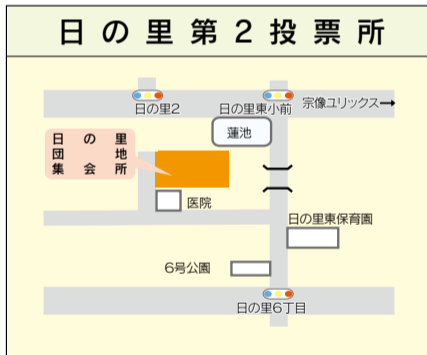 日の里第2投票所
日の里2
日の里東小前
宗像ユリックス→
蓮池
日の里
団地
集会所
医院
日の里東保育園
6号公園
日の里6丁目